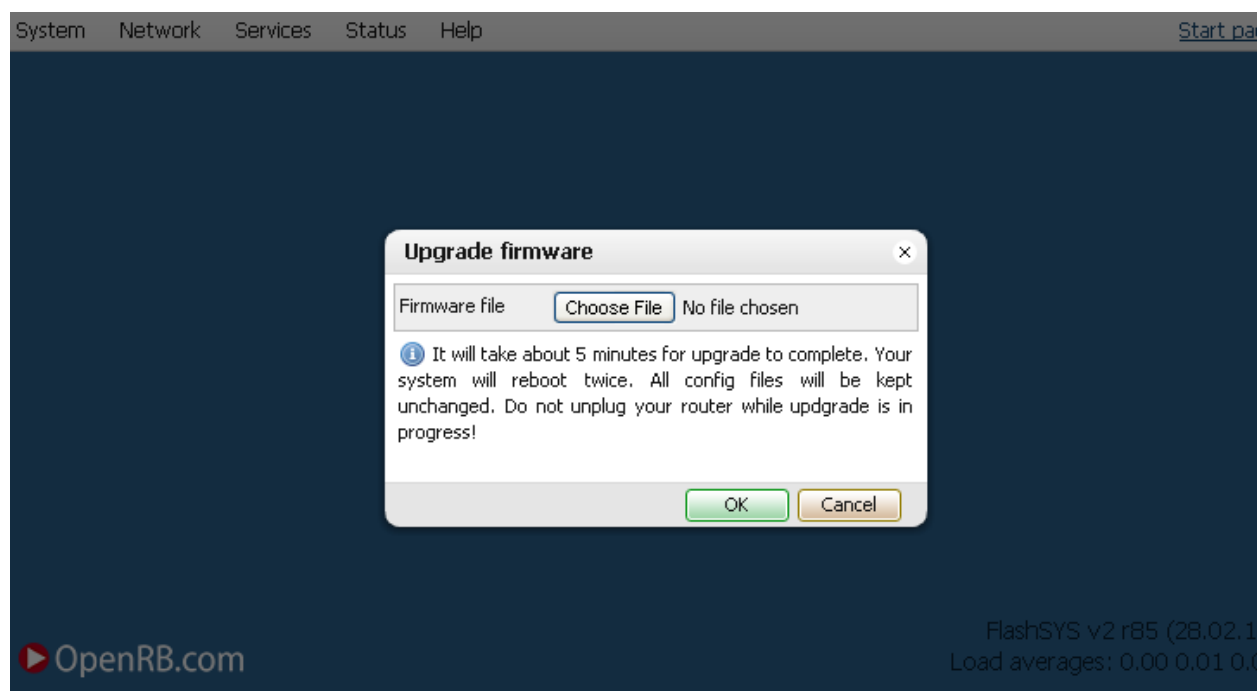 System Network Services Status Help Start pa
Upgrade firmware
Firmware file Choose File No file chosen
It will take about 5 minutes for upgrade to complete. Your
system will reboot twice. All config files will be kept
unchanged. Do not unplug your router while updgrade is in
progress!
OK Cancel
FlashSYS v2 r85 (28.02.1
OpenRB.com
Load averages: 0.00 0.01 0.0